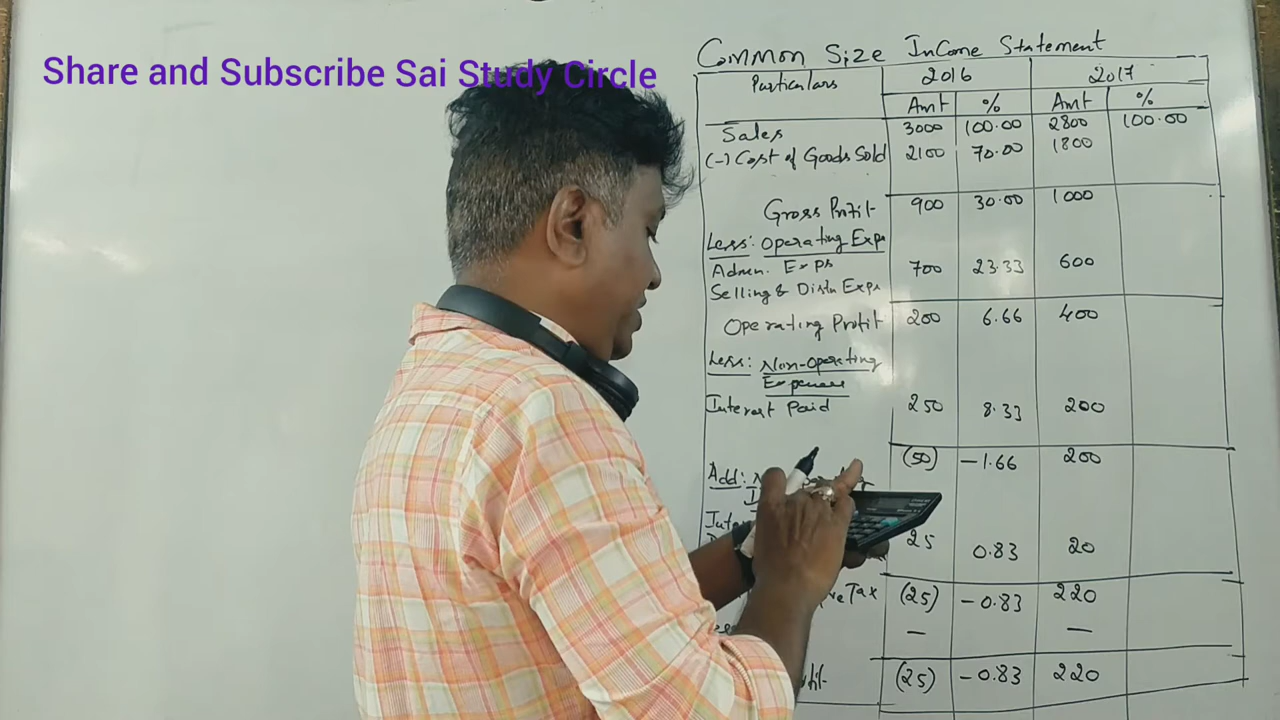 Share and Subscribe Sai Study Circle
Common Size Income Statement
Particulars 2016 2017
Amt % Amt %
Sales 3000 100.00 2800 100.00
(-) Cost of Goods Sold 2100 70.00 1800
Gross Profit 900 30.00 1000
Less: Operating Exps
Admn. Exps 700 23.33 600
Selling & Distn Exps
Operating Profit 200 6.66 400
Less: Non-Operating
Expenses
Interest Paid 250 8.33 200
(50) -1.66 200
Add:
25 0.83 20
Tax (25) -0.83 220
— —
(25) -0.83 220